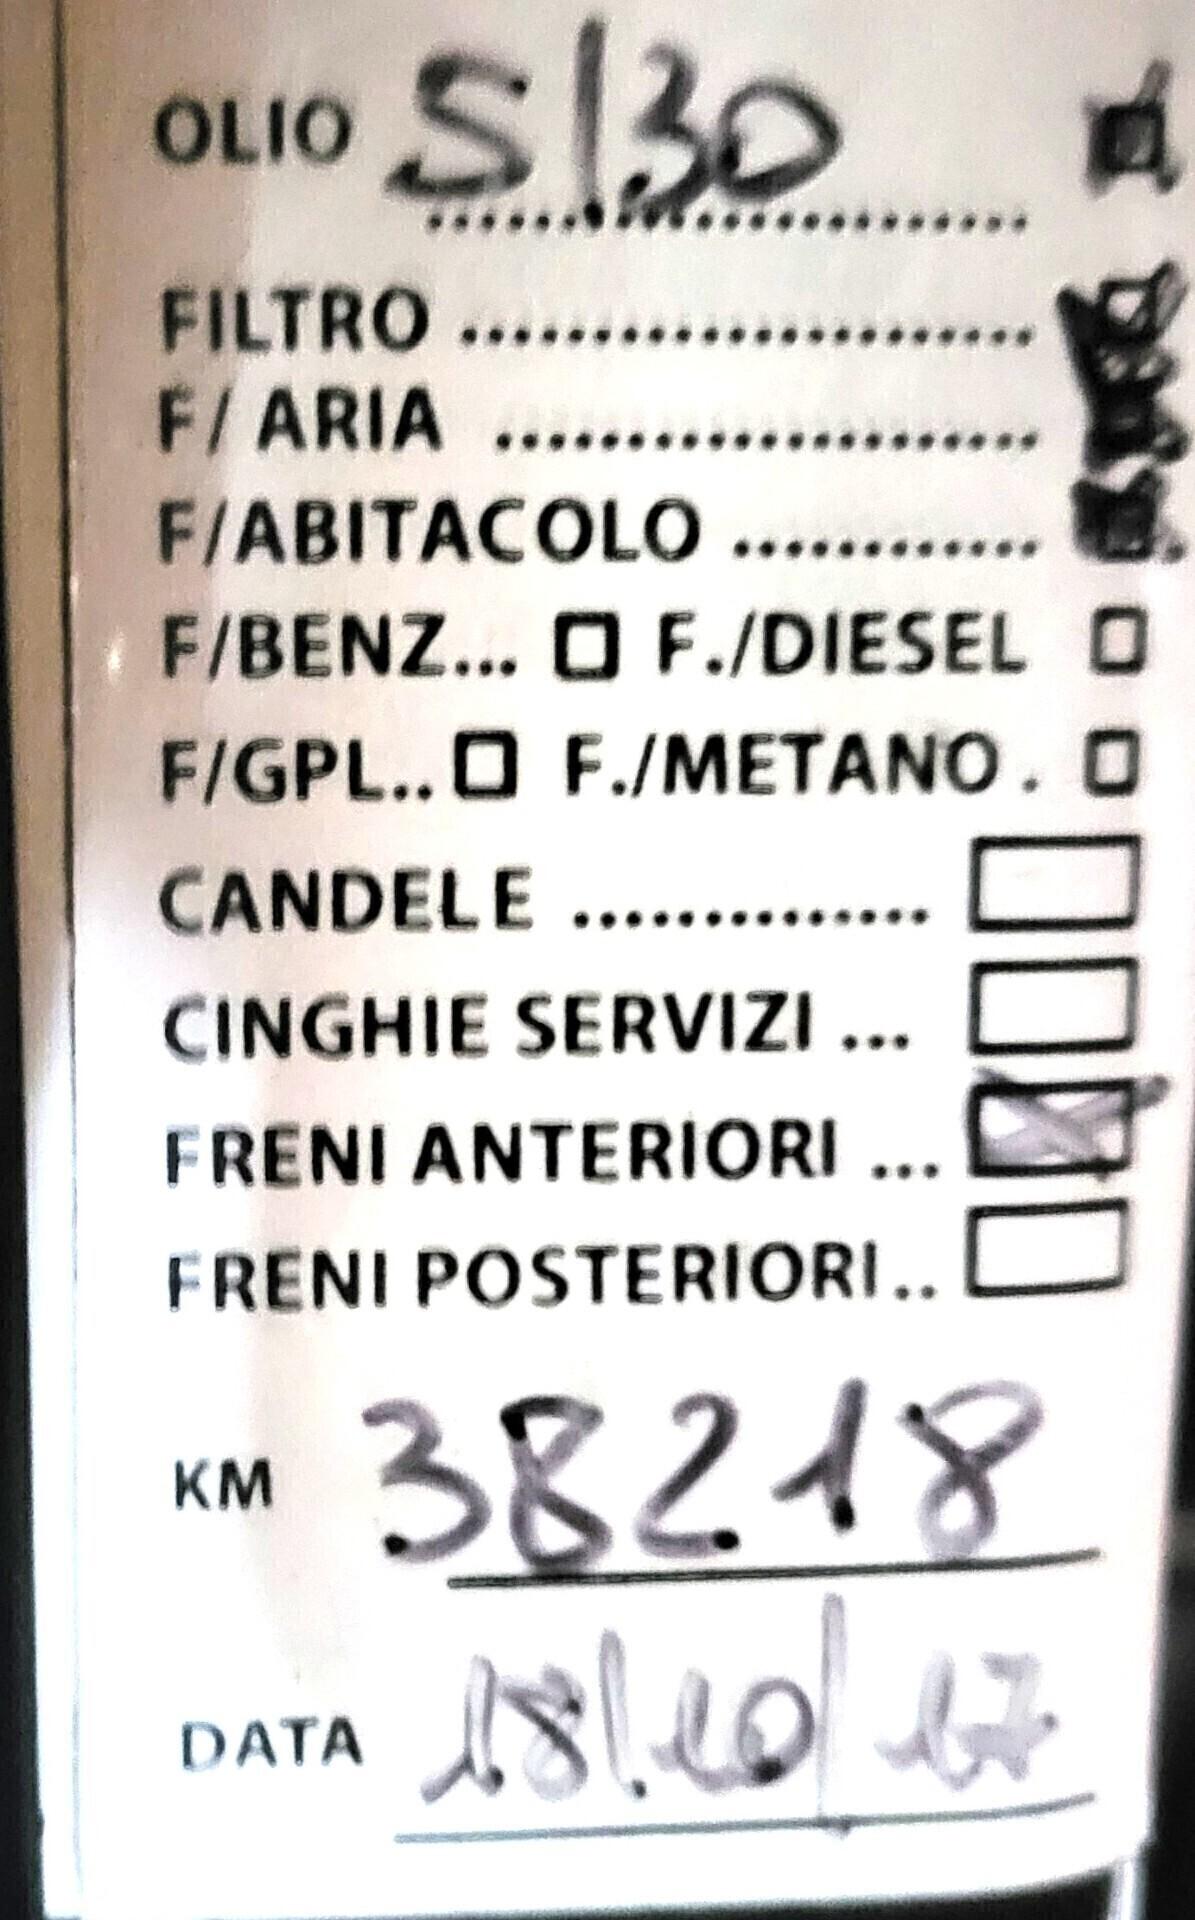 OLIO 5/30
FILTRO ......................
F/ ARIA .....................
F/ABITACOLO ............
F/BENZ... F./DIESEL
F/GPL.. F./METANO .
CANDELE ..............
CINGHIE SERVIZI ...
FRENI ANTERIORI ...
FRENI POSTERIORI..
KM 38218
DATA 18/10/17